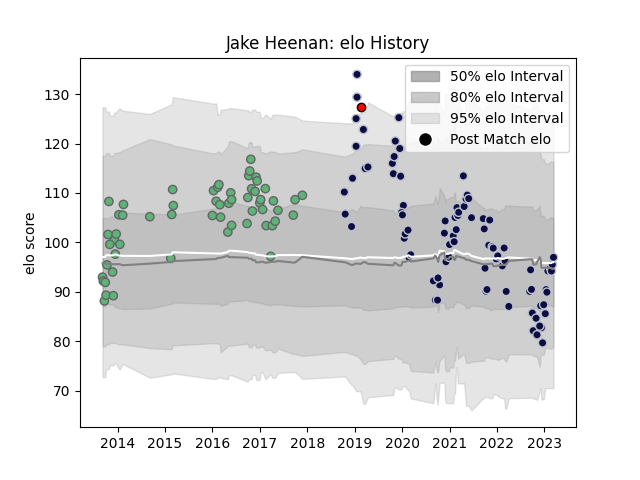 Jake Heenan: elo History
50% elo Interval
80% elo Interval
95% elo Interval
Post Match elo
elo score
130
120
110
100
90
80
70
2014 2015 2016 2017 2018 2019 2020 2021 2022 2023